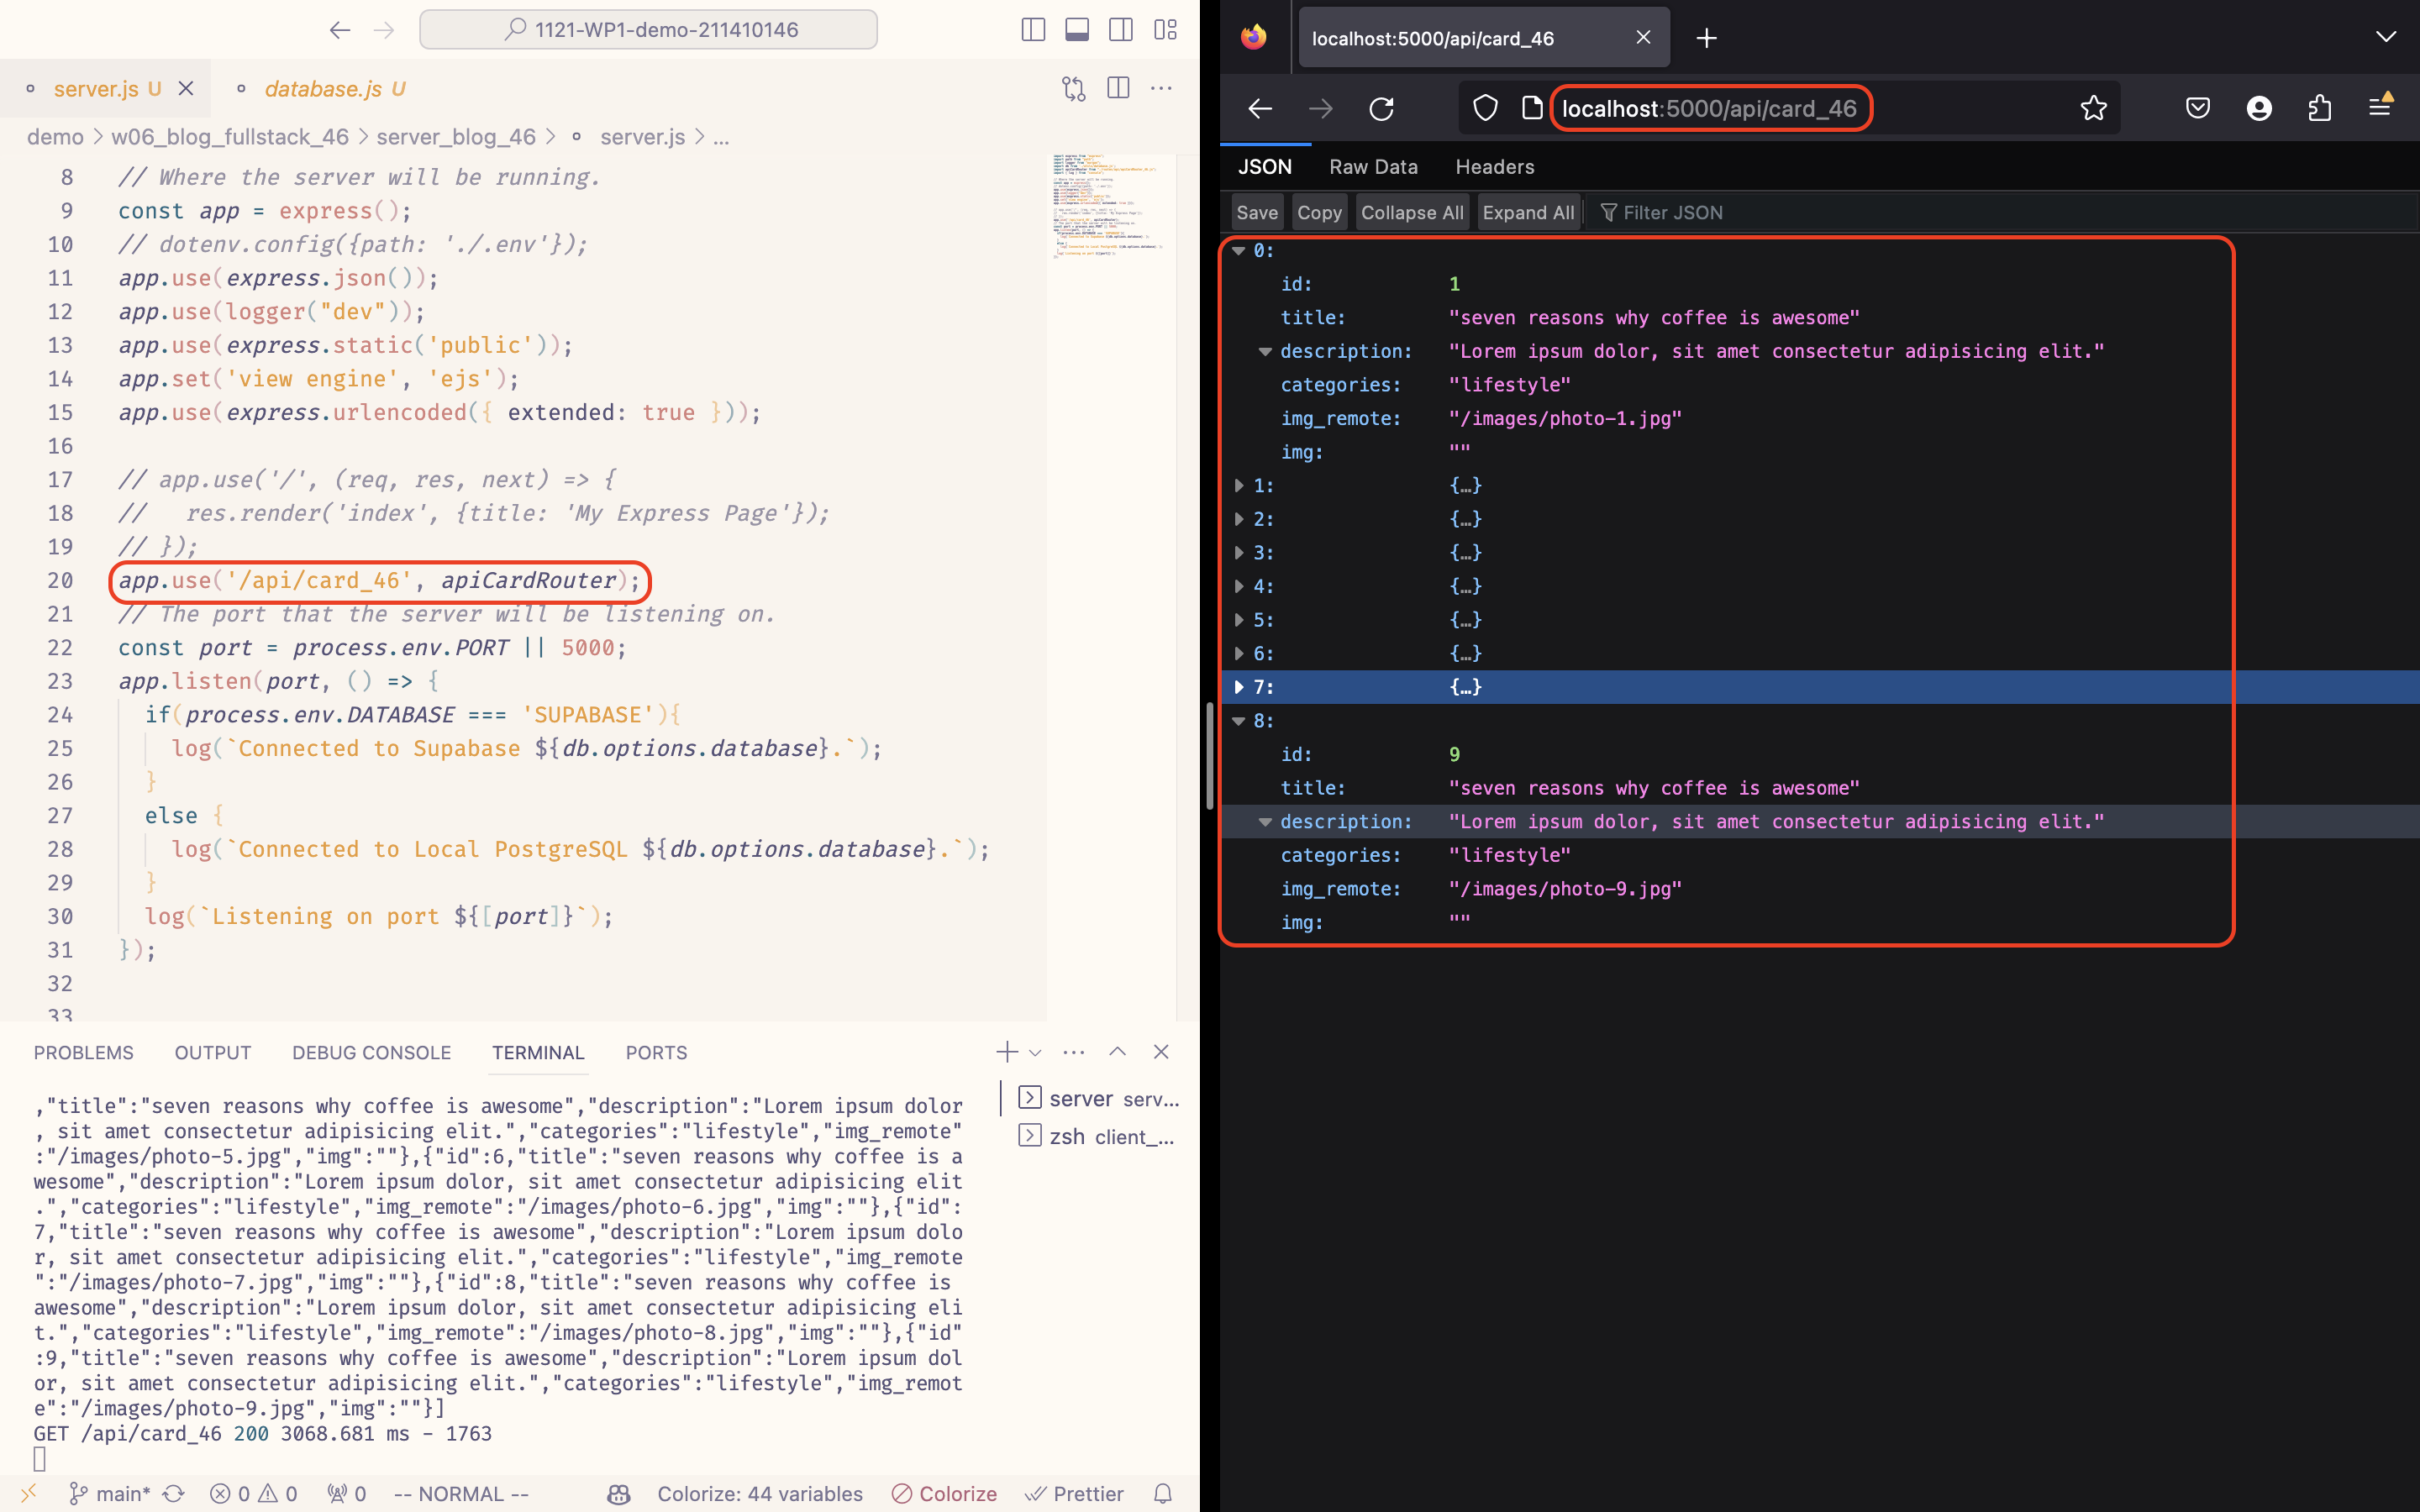 1121-WP1-demo-211410146
server.js U
database.js U
demo > w06_blog_fullstack_46 > server_blog_46 > server.js > ...
8 // Where the server will be running.
9 const app = express();
10 // dotenv.config({path: './.env'});
11 app.use(express.json());
12 app.use(logger("dev"));
13 app.use(express.static('public'));
14 app.set('view engine', 'ejs');
15 app.use(express.urlencoded({ extended: true }));
16
17 // app.use('/', (req, res, next) => {
18 //   res.render('index', {title: 'My Express Page'});
19 // });
20 app.use('/api/card_46', apiCardRouter);
21 // The port that the server will be listening on.
22 const port = process.env.PORT || 5000;
23 app.listen(port, () => {
24   if(process.env.DATABASE === 'SUPABASE'){
25     log(`Connected to Supabase ${db.options.database}.`);
26   }
27   else {
28     log(`Connected to Local PostgreSQL ${db.options.database}.`);
29   }
30   log(`Listening on port ${[port]}`);
31 });
32
33
PROBLEMS OUTPUT DEBUG CONSOLE TERMINAL PORTS
,"title":"seven reasons why coffee is awesome","description":"Lorem ipsum dolor
, sit amet consectetur adipisicing elit.","categories":"lifestyle","img_remote"
:"/images/photo-5.jpg","img":""},{"id":6,"title":"seven reasons why coffee is a
wesome","description":"Lorem ipsum dolor, sit amet consectetur adipisicing elit
.","categories":"lifestyle","img_remote":"/images/photo-6.jpg","img":""},{"id":
7,"title":"seven reasons why coffee is awesome","description":"Lorem ipsum dolo
r, sit amet consectetur adipisicing elit.","categories":"lifestyle","img_remote
":"/images/photo-7.jpg","img":""},{"id":8,"title":"seven reasons why coffee is
awesome","description":"Lorem ipsum dolor, sit amet consectetur adipisicing eli
t.","categories":"lifestyle","img_remote":"/images/photo-8.jpg","img":""},{"id"
:9,"title":"seven reasons why coffee is awesome","description":"Lorem ipsum dol
or, sit amet consectetur adipisicing elit.","categories":"lifestyle","img_remot
e":"/images/photo-9.jpg","img":""}]
GET /api/card_46 200 3068.681 ms - 1763
server serv...
zsh client_...
main* 0 0 0 -- NORMAL -- Colorize: 44 variables Colorize Prettier
localhost:5000/api/card_46
localhost:5000/api/card_46
JSON Raw Data Headers
Save Copy Collapse All Expand All Filter JSON
0:
id: 1
title: "seven reasons why coffee is awesome"
description: "Lorem ipsum dolor, sit amet consectetur adipisicing elit."
categories: "lifestyle"
img_remote: "/images/photo-1.jpg"
img: ""
1: {…}
2: {…}
3: {…}
4: {…}
5: {…}
6: {…}
7: {…}
8:
id: 9
title: "seven reasons why coffee is awesome"
description: "Lorem ipsum dolor, sit amet consectetur adipisicing elit."
categories: "lifestyle"
img_remote: "/images/photo-9.jpg"
img: ""